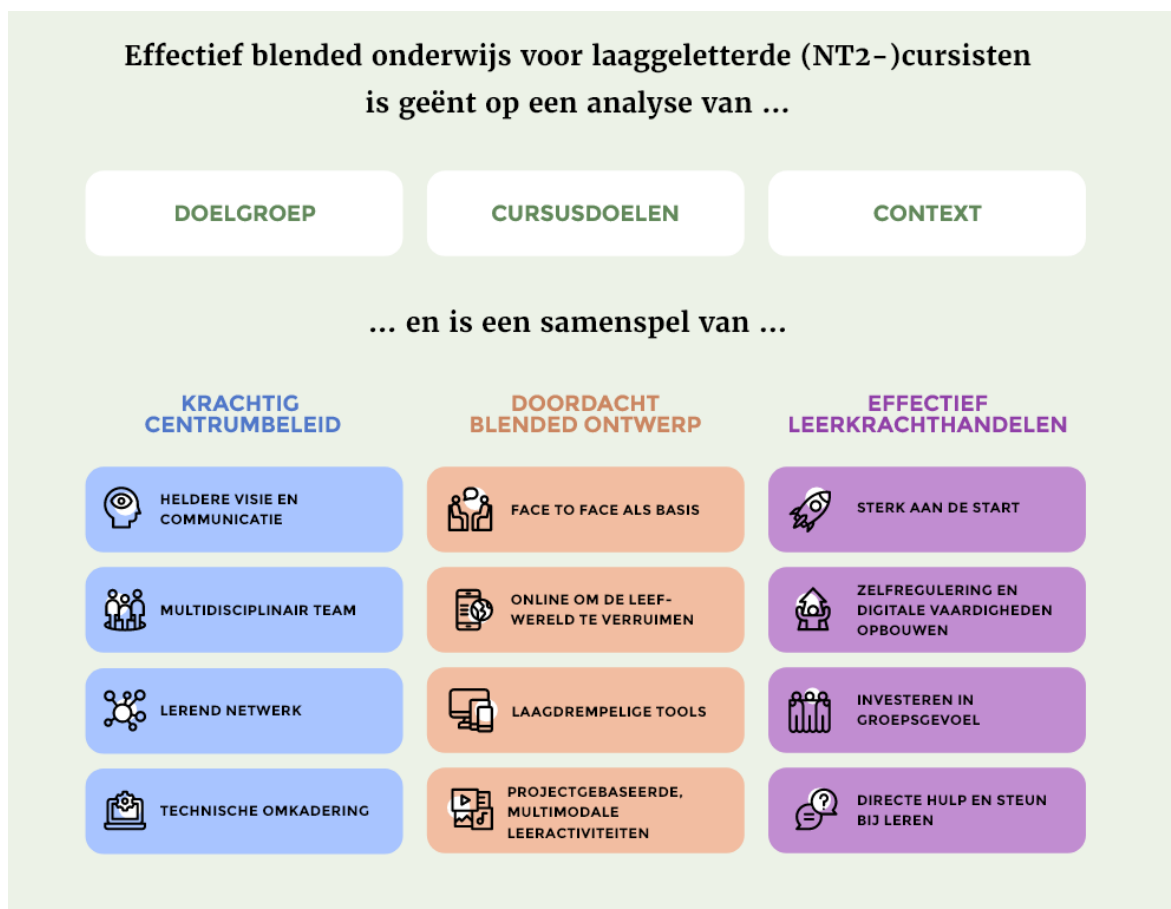 Effectief blended onderwijs voor laaggeletterde (NT2-)cursisten
is geënt op een analyse van ...
DOELGROEP
CURSUSDOELEN
CONTEXT
... en is een samenspel van ...
KRACHTIG
CENTRUMBELEID
HELDERE VISIE EN
COMMUNICATIE
MULTIDISCIPLINAIR TEAM
LEREND NETWERK
TECHNISCHE OMKADERING
DOORDACHT
BLENDED ONTWERP
FACE TO FACE ALS BASIS
ONLINE OM DE LEEF-
WERELD TE VERRUIMEN
LAAGDREMPELIGE TOOLS
PROJECTGEBASEERDE,
MULTIMODALE
LEERACTIVITEITEN
EFFECTIEF
LEERKRACHTHANDELEN
STERK AAN DE START
ZELFREGULERING EN
DIGITALE VAARDIGHEDEN
OPBOUWEN
INVESTEREN IN
GROEPSGEVOEL
DIRECTE HULP EN STEUN
BIJ LEREN